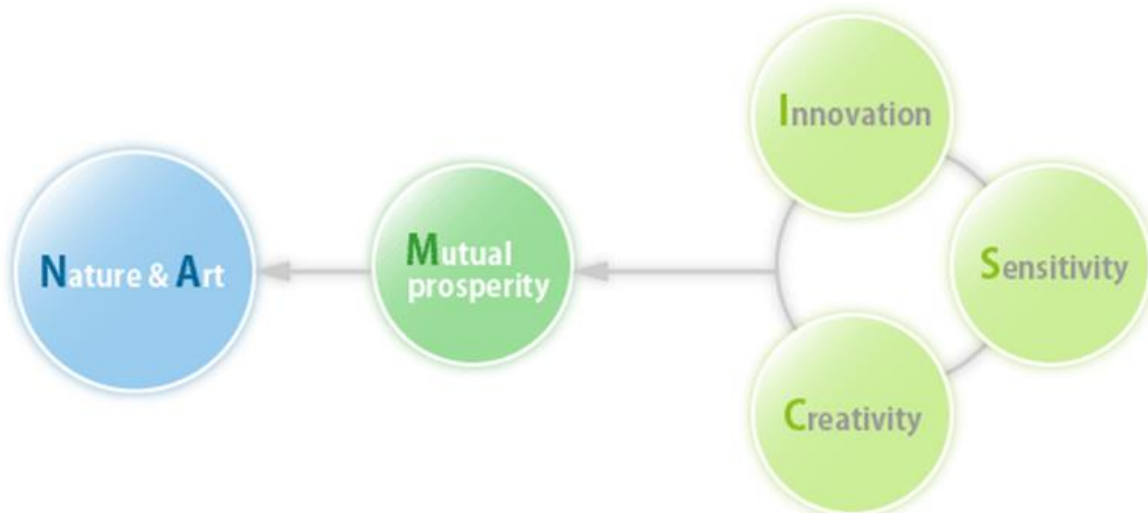 Innovation
Nature & Art
Mutual
prosperity
Sensitivity
Creativity